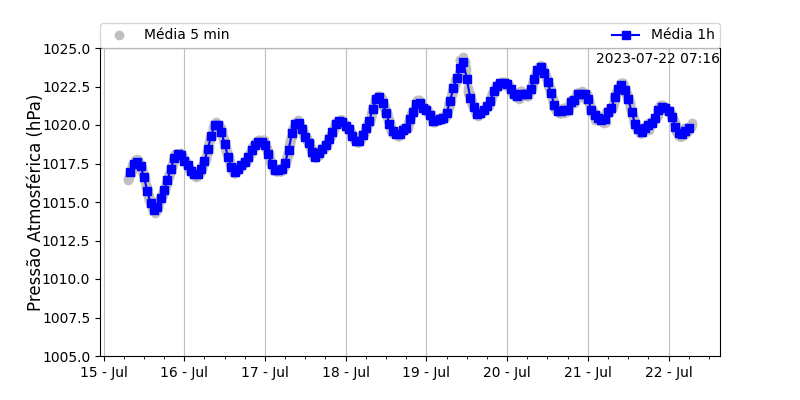 Média 5 min
Média 1h
2023-07-22 07:16
Pressão Atmosférica (hPa)
1025.0
1022.5
1020.0
1017.5
1015.0
1012.5
1010.0
1007.5
1005.0
15 - Jul
16 - Jul
17 - Jul
18 - Jul
19 - Jul
20 - Jul
21 - Jul
22 - Jul